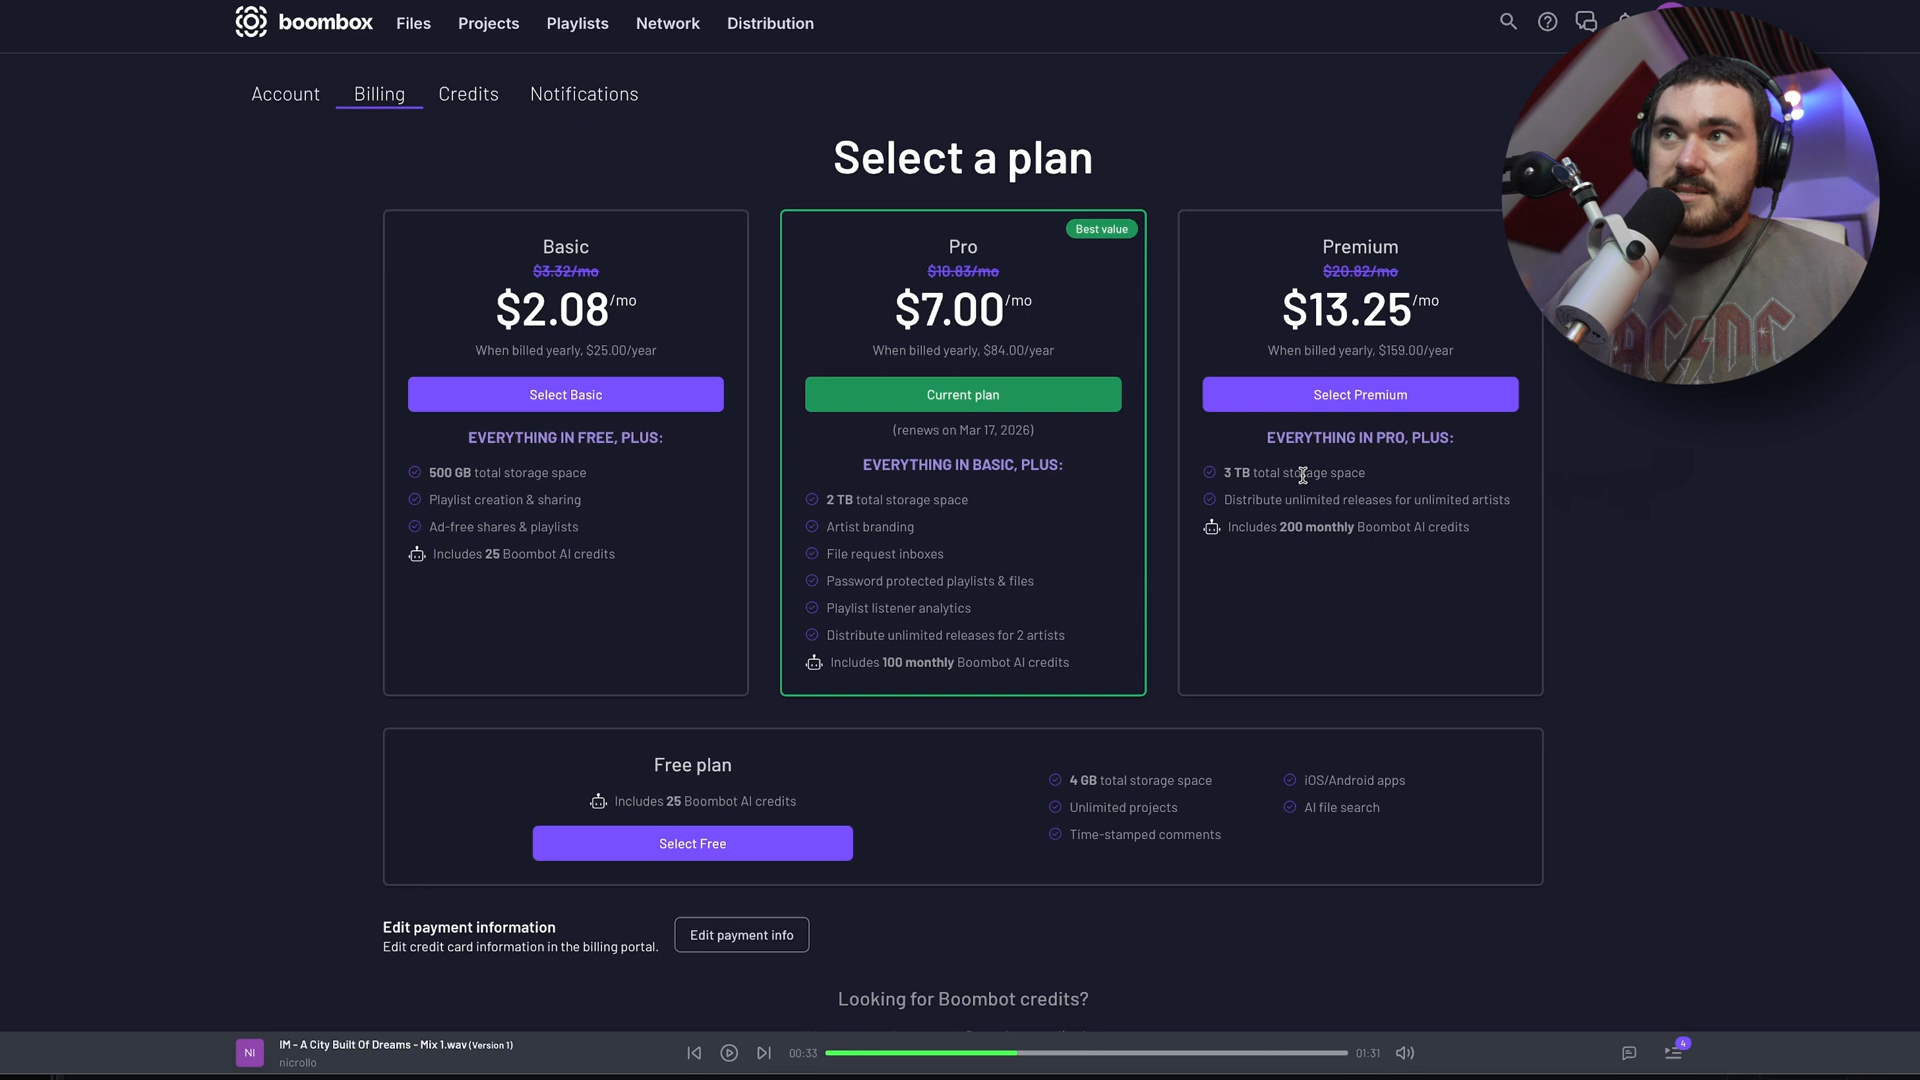 boombox
Files
Projects
Playlists
Network
Distribution
Account
Billing
Credits
Notifications
Select a plan
Basic
$3.32/mo
$2.08/mo
When billed yearly, $25.00/year
Select Basic
EVERYTHING IN FREE, PLUS:
500 GB total storage space
Playlist creation & sharing
Ad-free shares & playlists
Includes 25 Boombot AI credits
Best value
Pro
$10.83/mo
$7.00/mo
When billed yearly, $84.00/year
Current plan
(renews on Mar 17, 2026)
EVERYTHING IN BASIC, PLUS:
2 TB total storage space
Artist branding
File request inboxes
Password protected playlists & files
Playlist listener analytics
Distribute unlimited releases for 2 artists
Includes 100 monthly Boombot AI credits
Premium
$20.82/mo
$13.25/mo
When billed yearly, $159.00/year
Select Premium
EVERYTHING IN PRO, PLUS:
3 TB total storage space
Distribute unlimited releases for unlimited artists
Includes 200 monthly Boombot AI credits
AC/DC
Free plan
Includes 25 Boombot AI credits
Select Free
4 GB total storage space
Unlimited projects
Time-stamped comments
iOS/Android apps
AI file search
Edit payment information
Edit credit card information in the billing portal.
Edit payment info
Looking for Boombot credits?
NI
IM - A City Built Of Dreams - Mix 1.wav (Version 1)
nicrollo
00:33
01:31
4